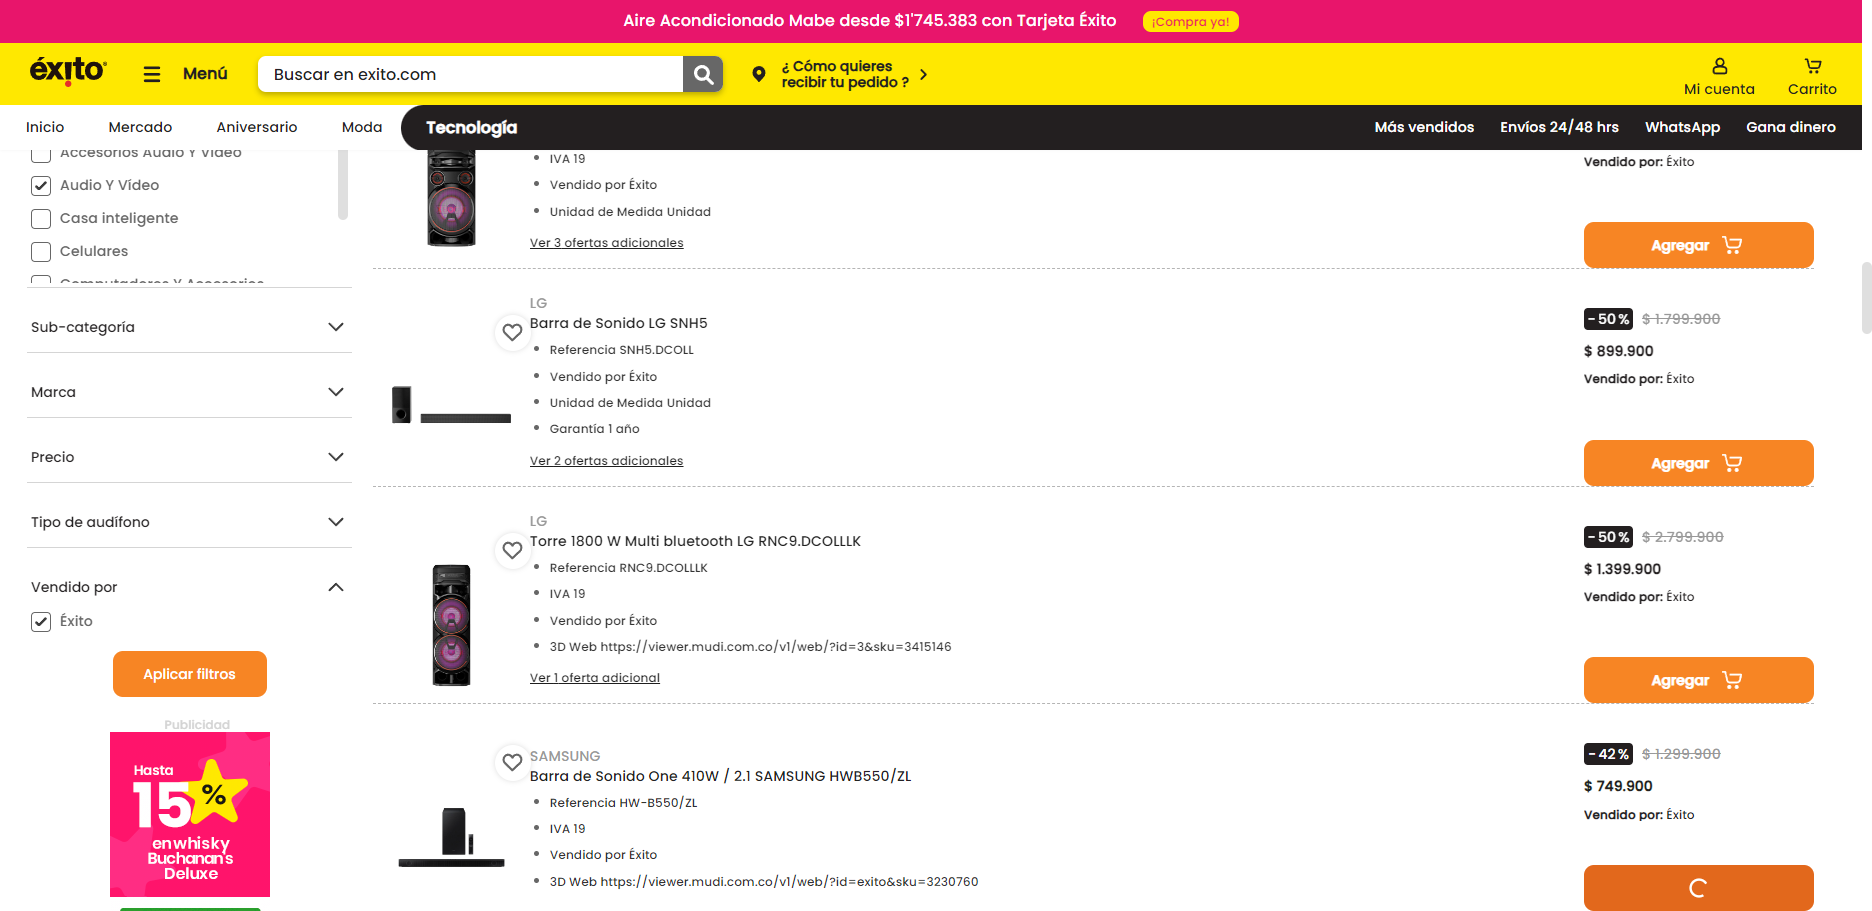 Aire Acondicionado Mabe desde $1'745.383 con Tarjeta Éxito ¡Compra ya!
éxito Menú Buscar en exito.com
¿ Cómo quieres
recibir tu pedido ?
Mi cuenta Carrito
Inicio Mercado Aniversario Moda Tecnología Más vendidos Envíos 24/48 hrs WhatsApp Gana dinero
Accesorios Audio Y Vídeo
Audio Y Vídeo
Casa inteligente
Celulares
Computadores Y Accesorios
Sub-categoría
Marca
Precio
Tipo de audífono
Vendido por
Éxito
Aplicar filtros
Publicidad
Hasta
15%
en whisky
Buchanan's
Deluxe
IVA 19
Vendido por Éxito
Unidad de Medida Unidad
Ver 3 ofertas adicionales
Vendido por: Éxito
Agregar
LG
Barra de Sonido LG SNH5
Referencia SNH5.DCOLL
Vendido por Éxito
Unidad de Medida Unidad
Garantía 1 año
Ver 2 ofertas adicionales
-50% $ 1.799.900
$ 899.900
Vendido por: Éxito
Agregar
LG
Torre 1800 W Multi bluetooth LG RNC9.DCOLLLK
Referencia RNC9.DCOLLLK
IVA 19
Vendido por Éxito
3D Web https://viewer.mudi.com.co/v1/web/?id=3&sku=3415146
Ver 1 oferta adicional
-50% $ 2.799.900
$ 1.399.900
Vendido por: Éxito
Agregar
SAMSUNG
Barra de Sonido One 410W / 2.1 SAMSUNG HWB550/ZL
Referencia HW-B550/ZL
IVA 19
Vendido por Éxito
3D Web https://viewer.mudi.com.co/v1/web/?id=exito&sku=3230760
-42% $ 1.299.900
$ 749.900
Vendido por: Éxito